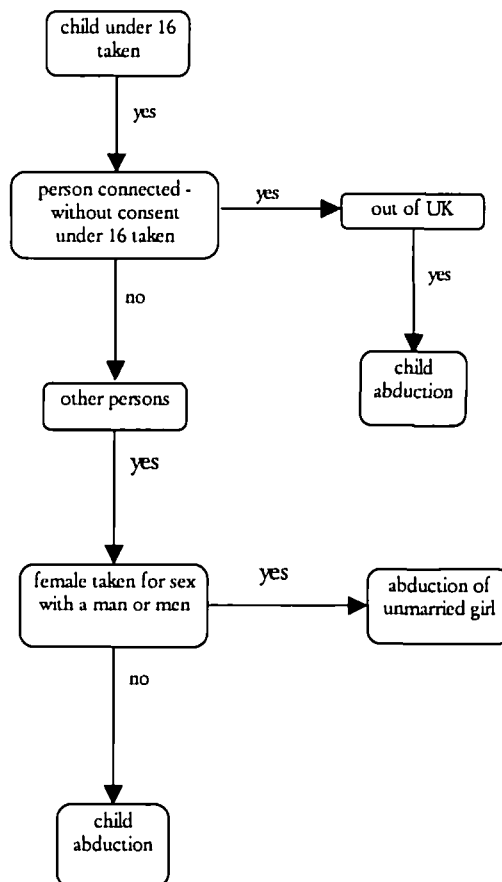 child under 16
taken
yes
person connected -
without consent
under 16 taken
yes
out of UK
yes
child
abduction
no
other persons
yes
female taken for sex
with a man or men
yes
abduction of
unmarried girl
no
child
abduction